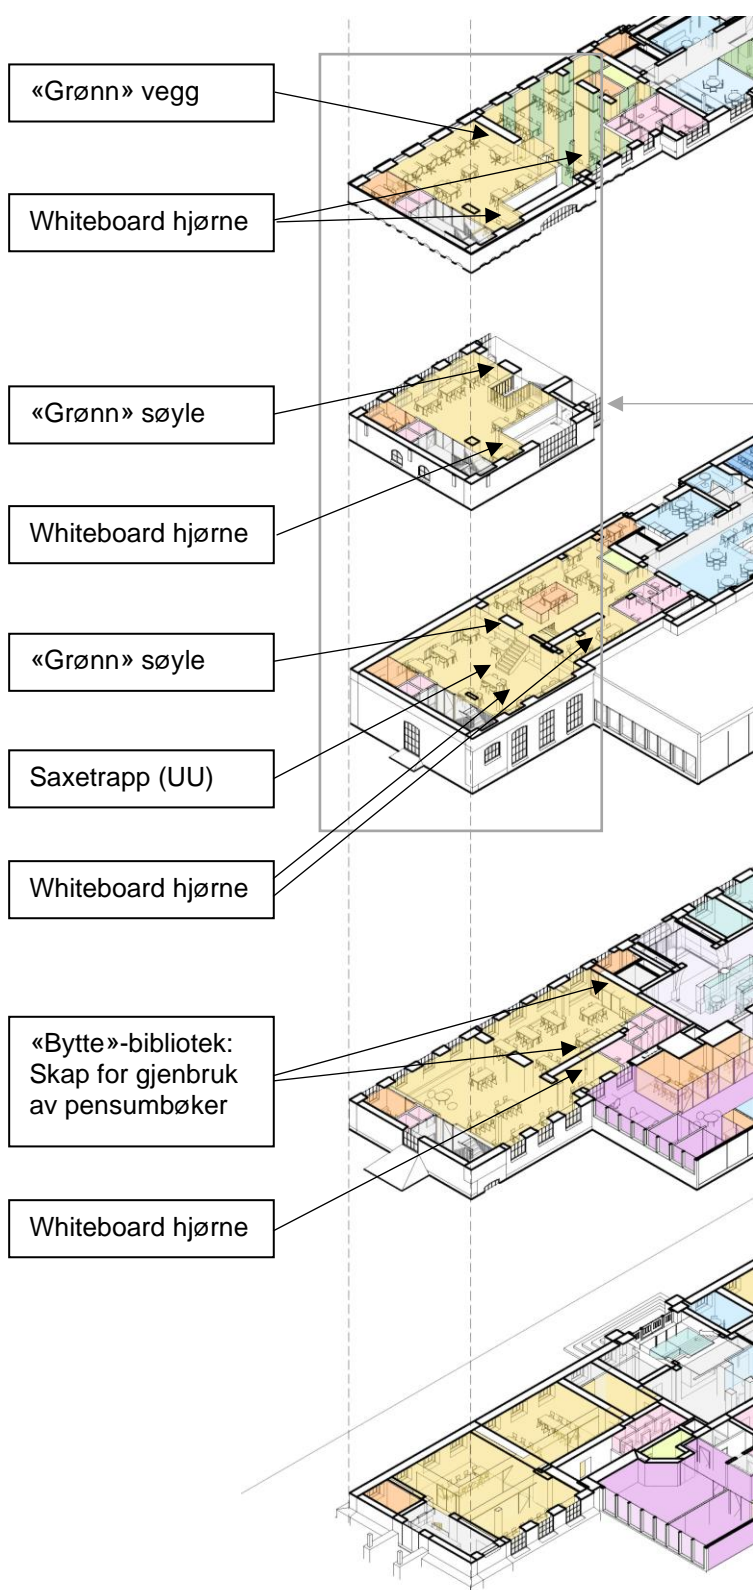 «Grønn» vegg
Whiteboard hjørne
«Grønn» søyle
Whiteboard hjørne
«Grønn» søyle
Saxetrapp (UU)
Whiteboard hjørne
«Bytte»-bibliotek:
Skap for gjenbruk
av pensumbøker
Whiteboard hjørne